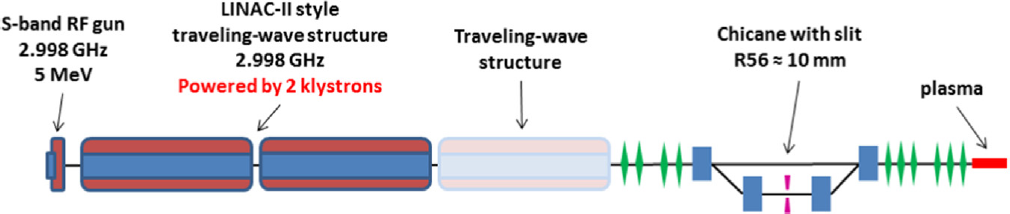 S-band RF gun
2.998 GHz
5 MeV
LINAC-II style
traveling-wave structure
2.998 GHz
Powered by 2 klystrons
Traveling-wave
structure
Chicane with slit
R56 ≈ 10 mm
plasma